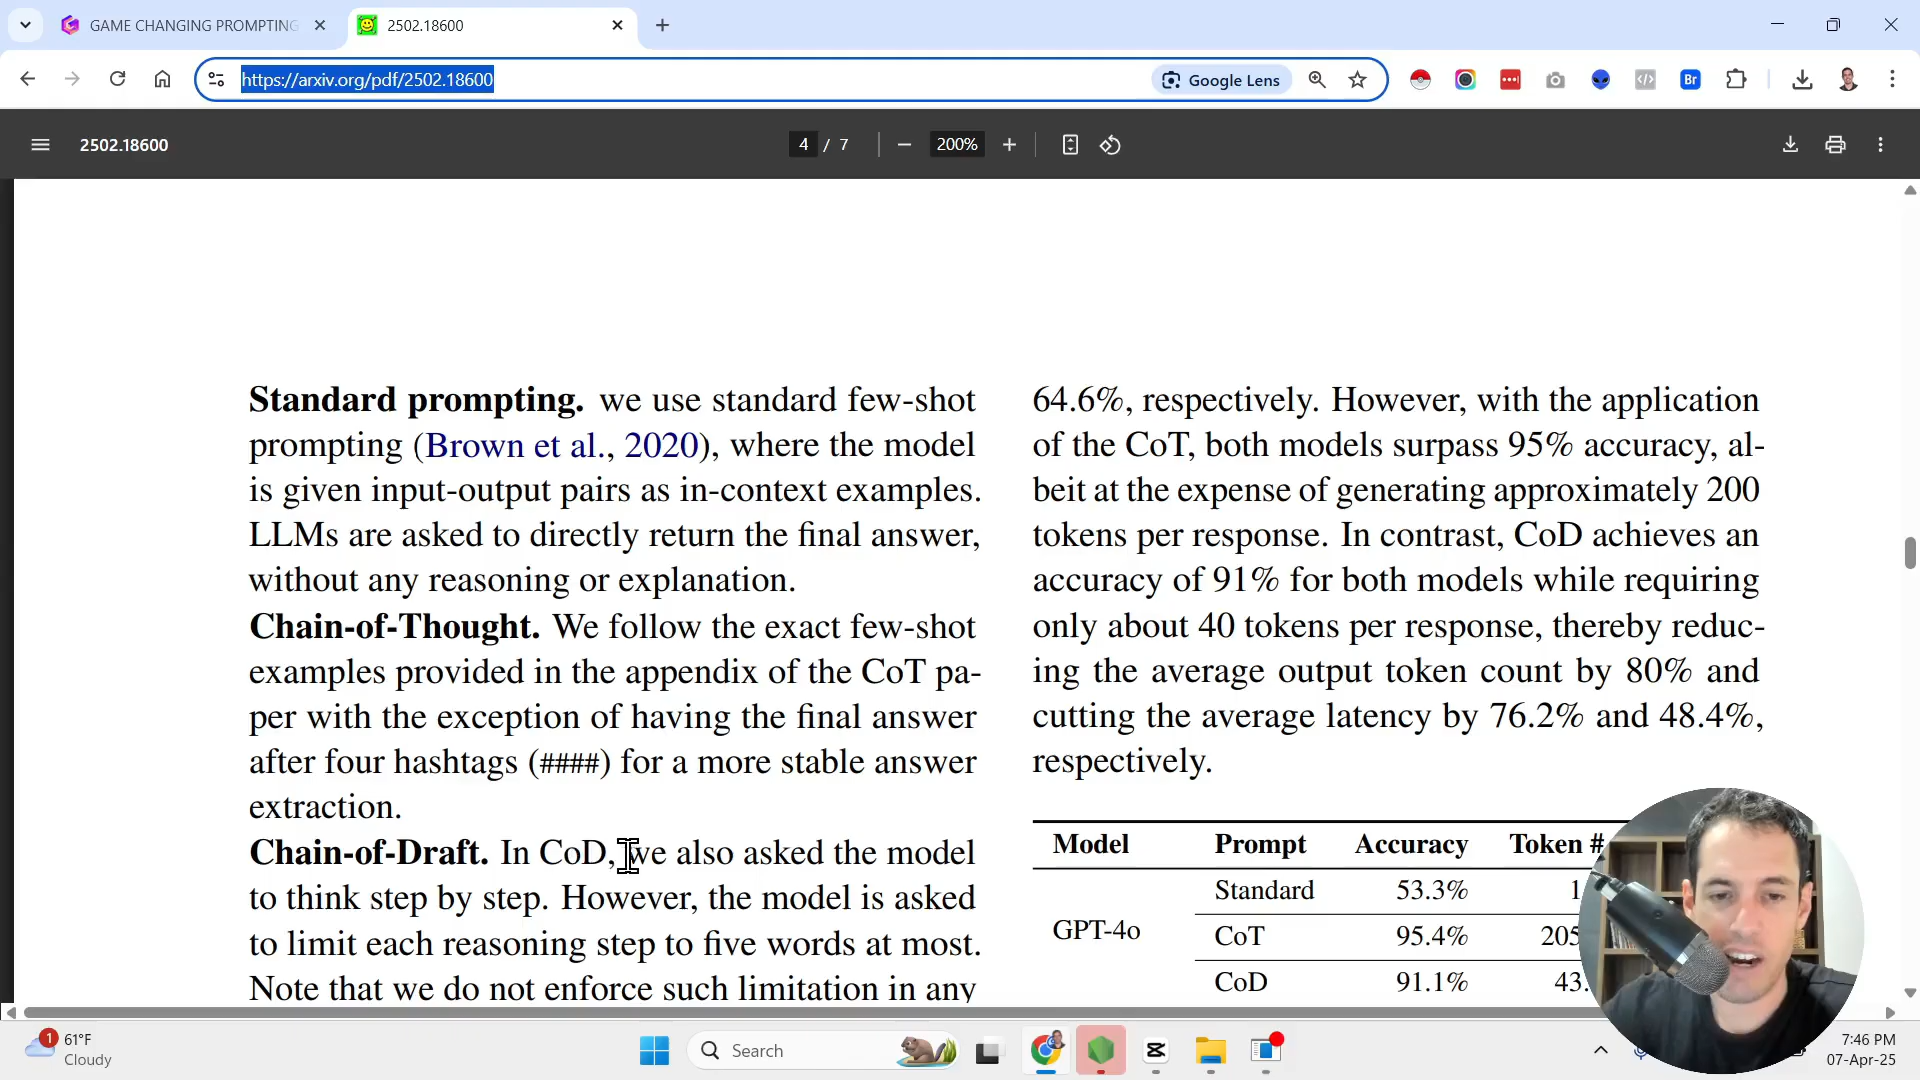 GAME CHANGING PROMPTING
2502.18600
https://arxiv.org/pdf/2502.18600
Google Lens
Br
2502.18600
4 / 7
200%
Standard prompting. we use standard few-shot
prompting (Brown et al., 2020), where the model
is given input-output pairs as in-context examples.
LLMs are asked to directly return the final answer,
without any reasoning or explanation.
Chain-of-Thought. We follow the exact few-shot
examples provided in the appendix of the CoT pa-
per with the exception of having the final answer
after four hashtags (####) for a more stable answer
extraction.
Chain-of-Draft. In CoD, we also asked the model
to think step by step. However, the model is asked
to limit each reasoning step to five words at most.
Note that we do not enforce such limitation in any
64.6%, respectively. However, with the application
of the CoT, both models surpass 95% accuracy, al-
beit at the expense of generating approximately 200
tokens per response. In contrast, CoD achieves an
accuracy of 91% for both models while requiring
only about 40 tokens per response, thereby reduc-
ing the average output token count by 80% and
cutting the average latency by 76.2% and 48.4%,
respectively.
Model Prompt Accuracy Token #
Standard 53.3% 1
GPT-4o CoT 95.4% 205
CoD 91.1% 43.
1
61°F
Cloudy
Search
7:46 PM
07-Apr-25